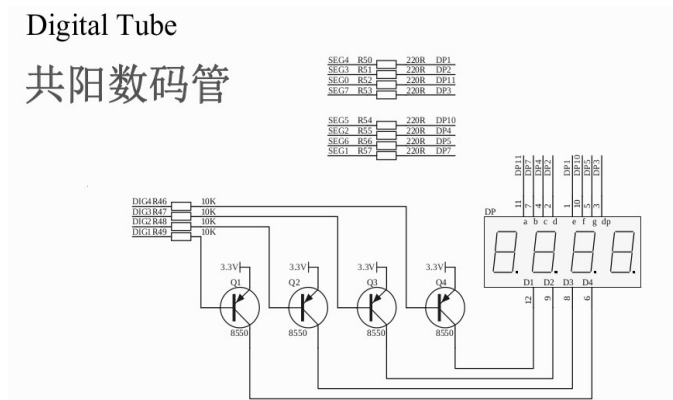 Digital Tube
共阳数码管
SEG4 R50 220R DP1
SEG3 R51 220R DP2
SEG0 R52 220R DP11
SEG7 R53 220R DP3
SEG5 R54 220R DP10
SEG2 R55 220R DP4
SEG6 R56 220R DP5
SEG1 R57 220R DP7
DP11 DP7 DP4 DP2 DP1 DP10 DP5 DP3
11 7 4 2 1 10 5 3
DP
a b c d e f g dp
DIG4 R46 10K
DIG3 R47 10K
DIG2 R48 10K
DIG1 R49 10K
3.3V 3.3V 3.3V 3.3V
Q1 Q2 Q3 Q4
D1 D2 D3 D4
12 9 8 6
8550 8550 8550 8550